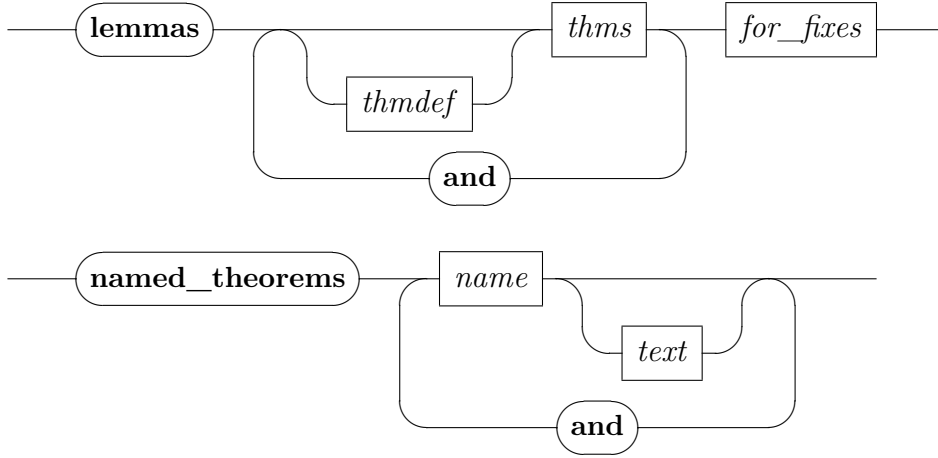 lemmas thms for_fixes
thmdef
and
named_theorems name
text
and